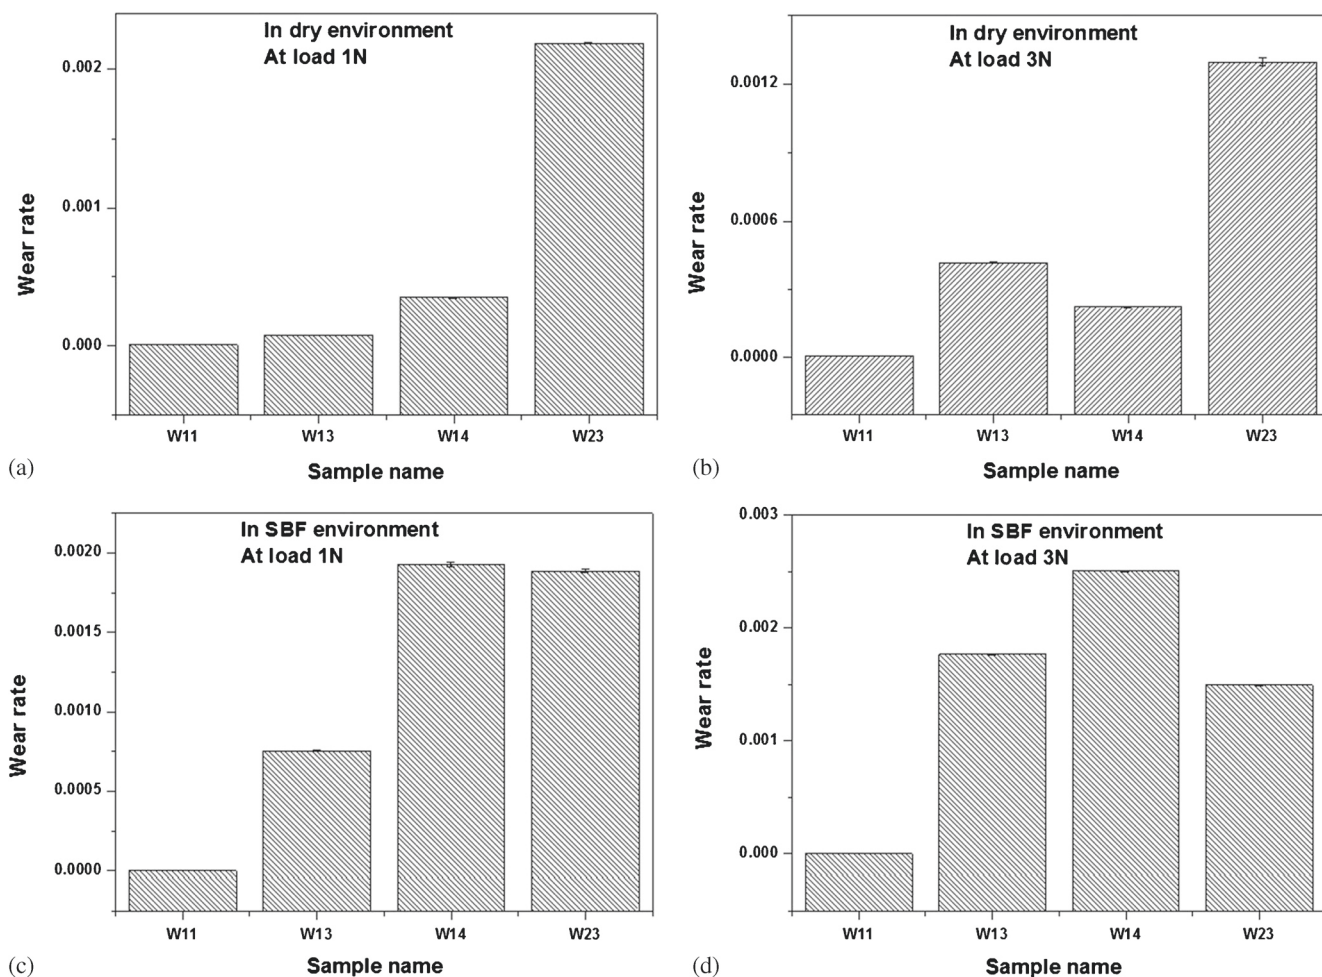 In dry environment
At load 1N
0.002
0.001
0.000
Wear rate
W11 W13 W14 W23
(a)
Sample name
In dry environment
At load 3N
0.0012
0.0006
0.0000
Wear rate
W11 W13 W14 W23
(b)
Sample name
In SBF environment
At load 1N
0.0020
0.0015
0.0010
0.0005
0.0000
Wear rate
W11 W13 W14 W23
(c)
Sample name
In SBF environment
At load 3N
0.003
0.002
0.001
0.000
Wear rate
W11 W13 W14 W23
(d)
Sample name